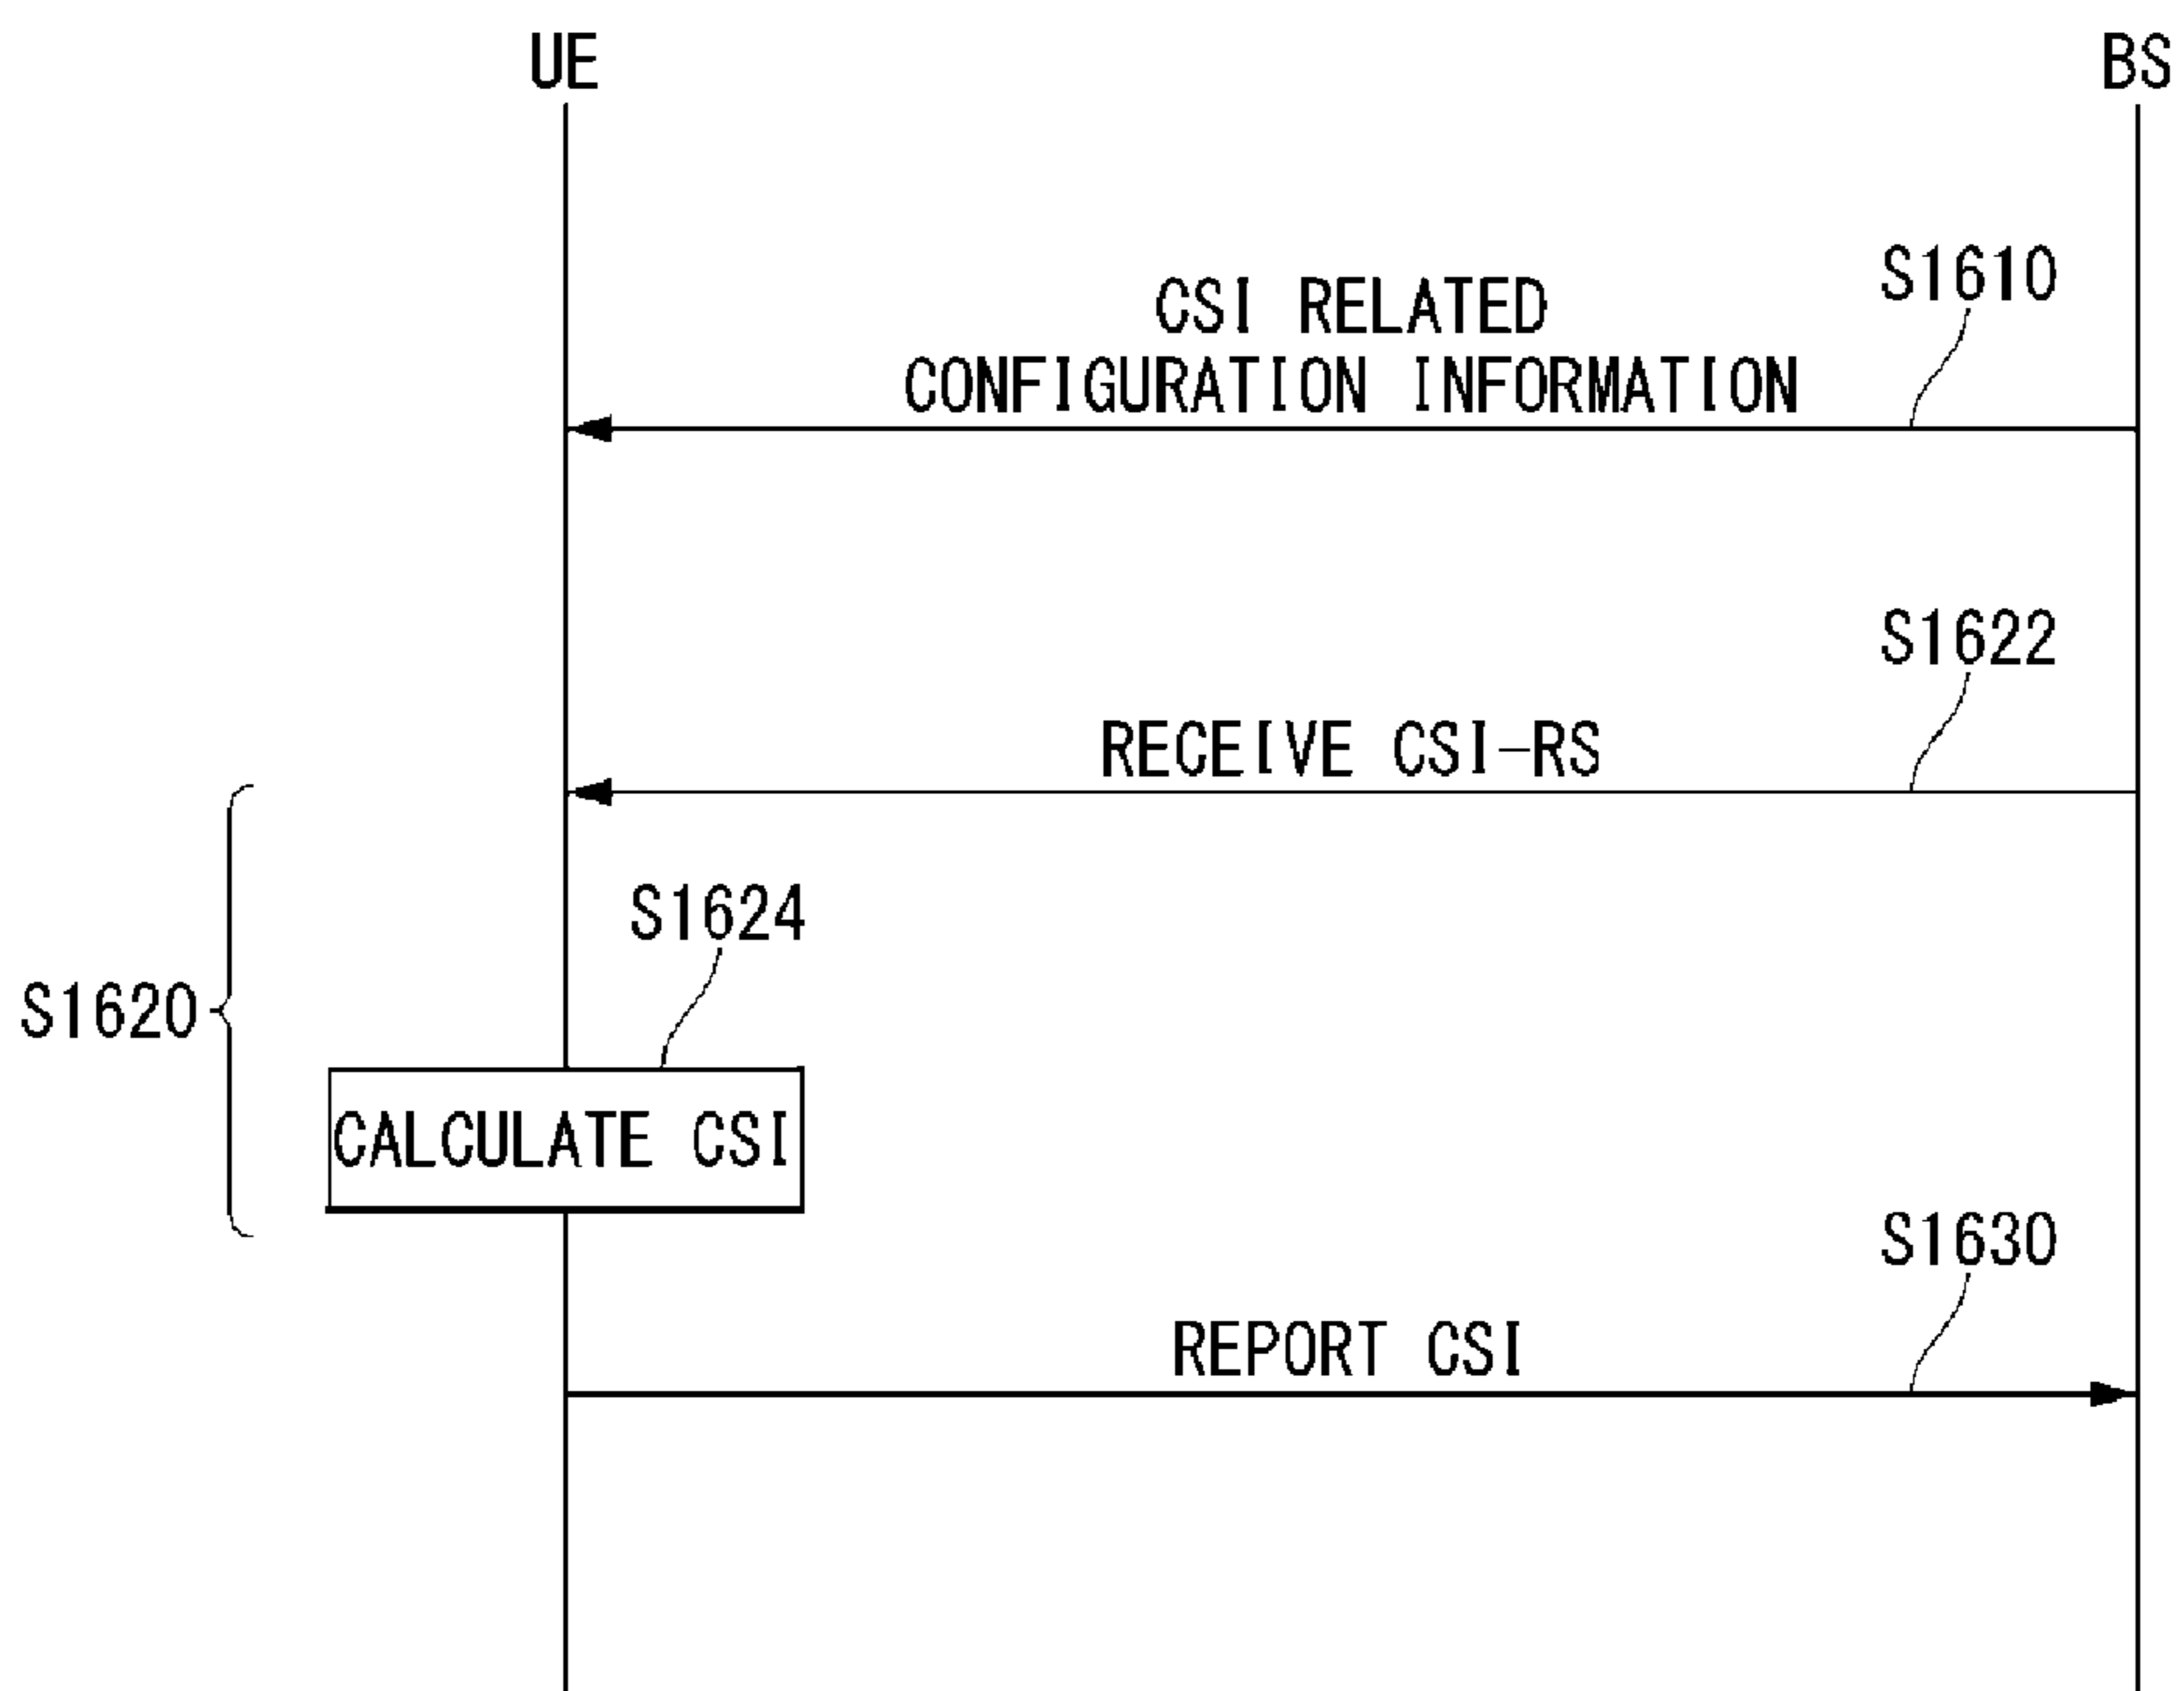 UE
BS
S1610
CSI RELATED
CONFIGURATION INFORMATION
S1622
RECEIVE CSI-RS
S1624
S1620
CALCULATE CSI
S1630
REPORT CSI